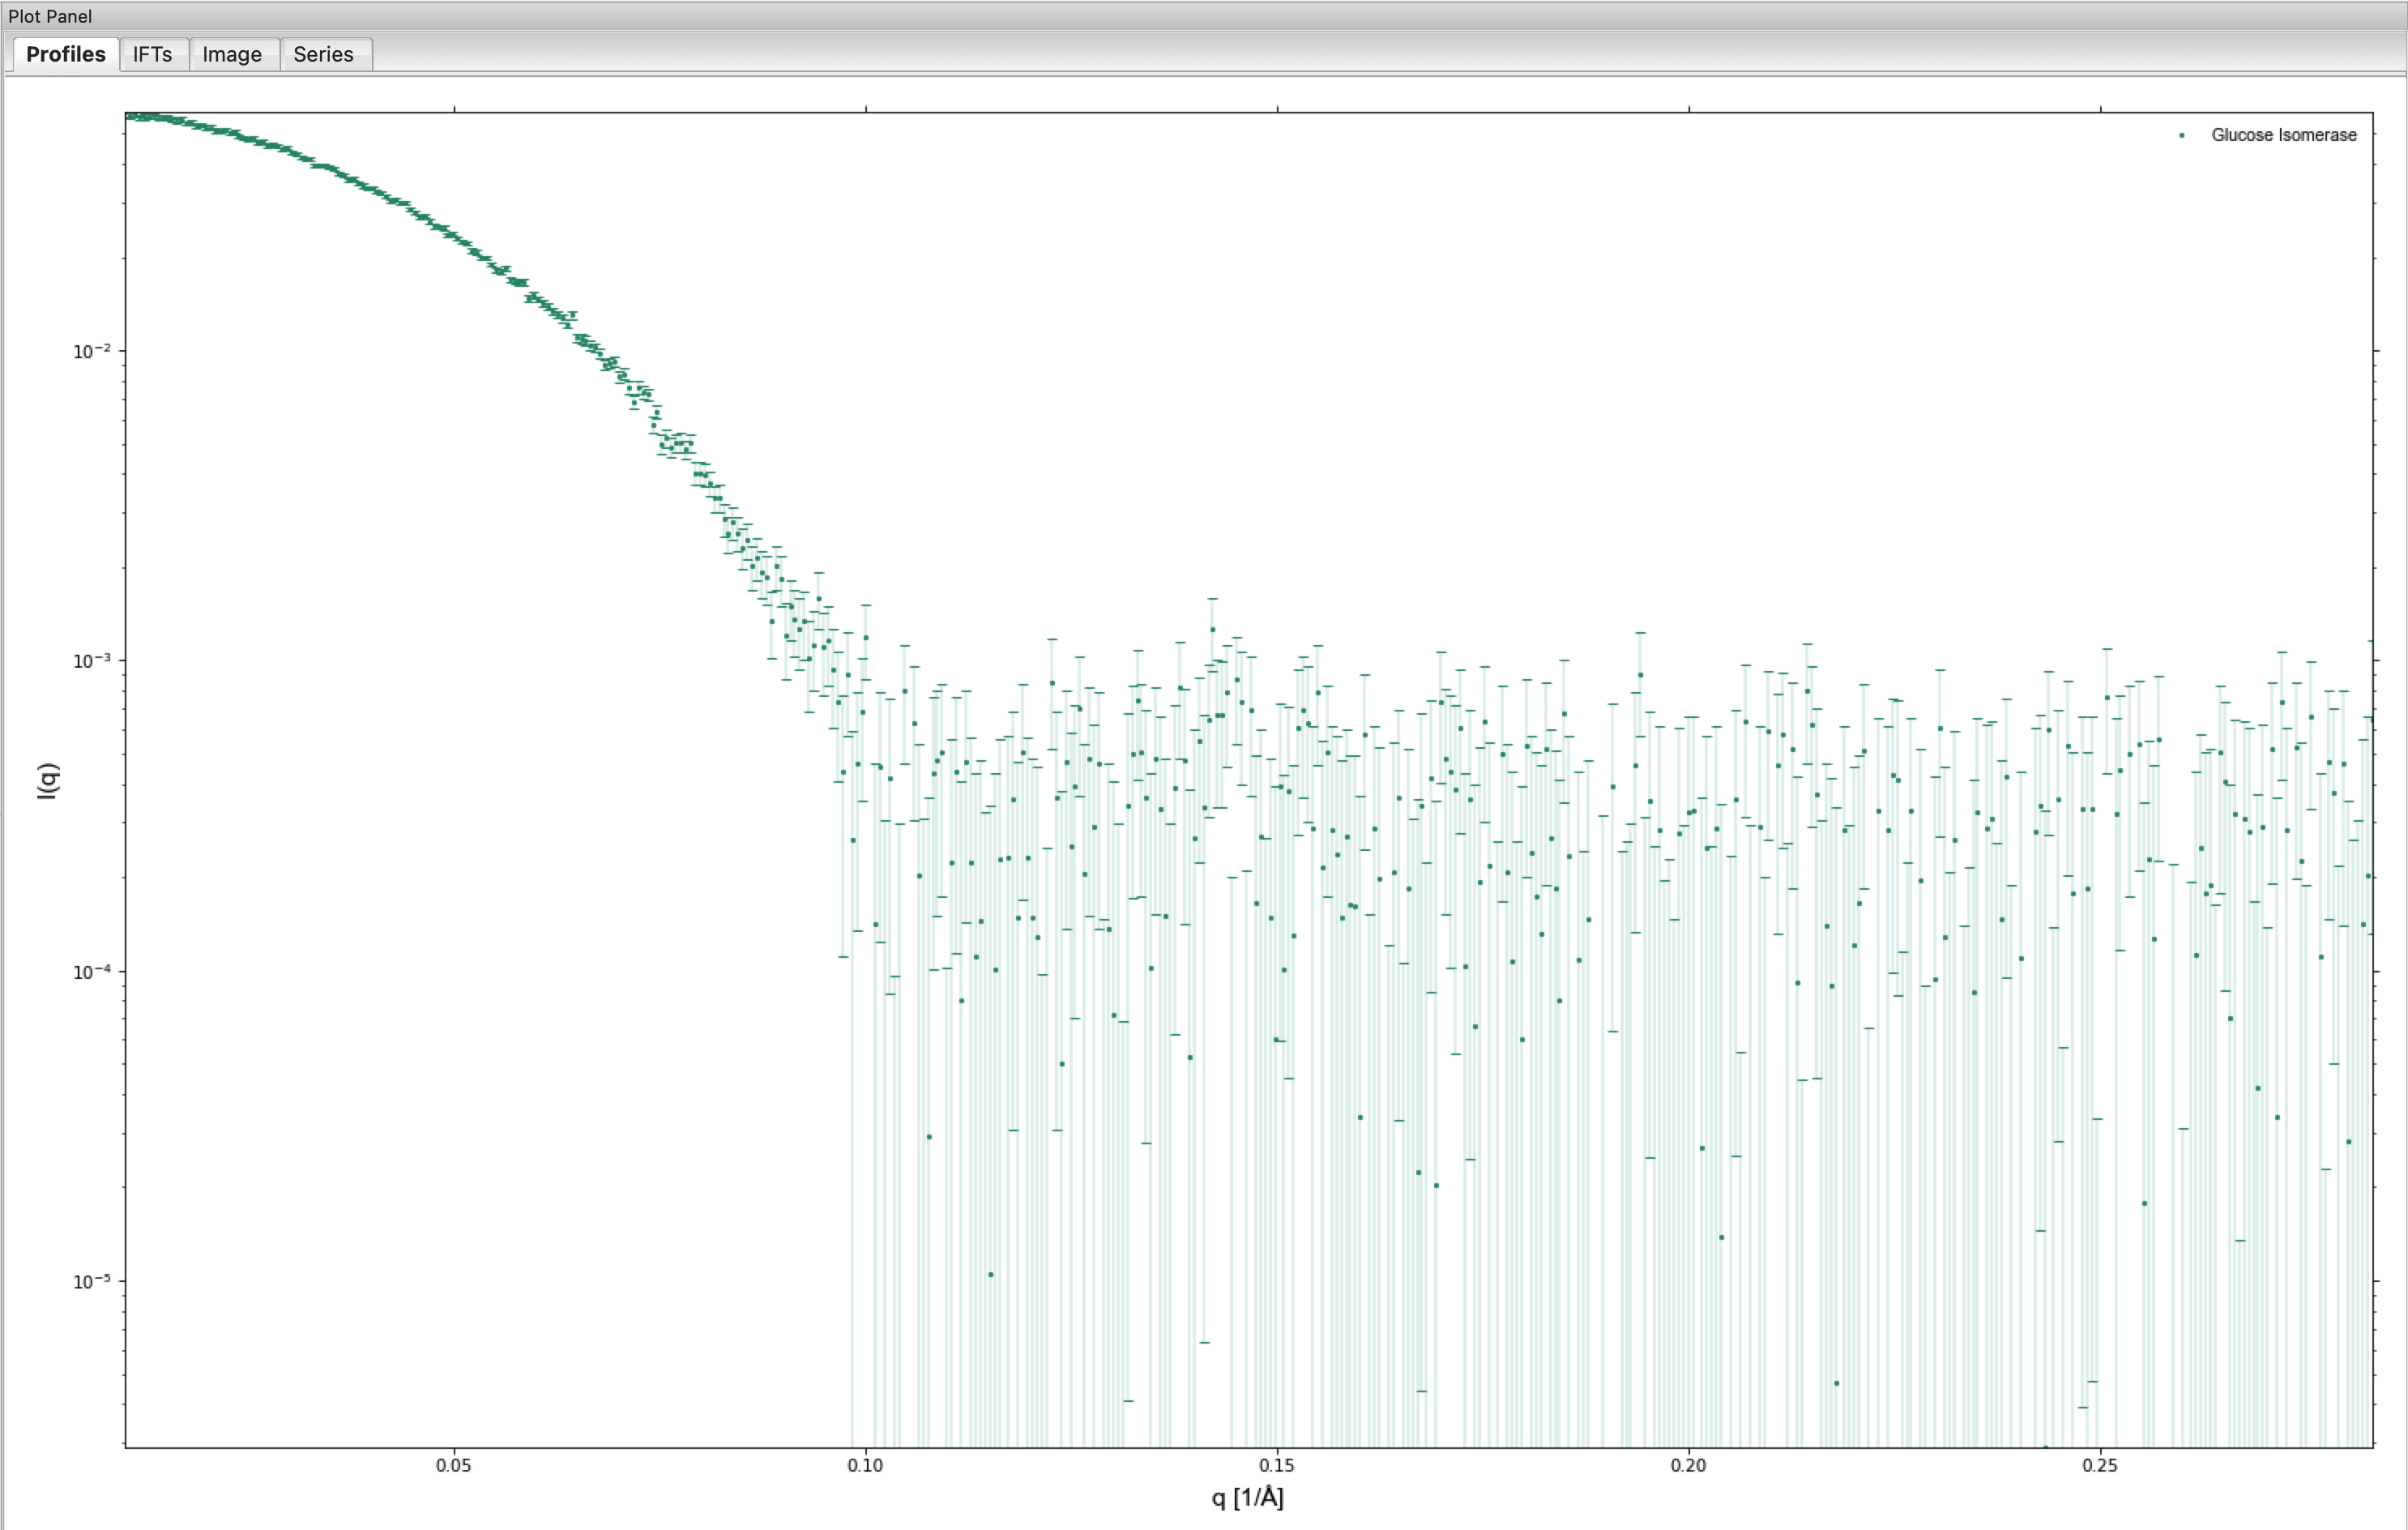 Plot Panel
Profiles IFTs Image Series
Glucose Isomerase
10⁻²
10⁻³
I(q)
10⁻⁴
10⁻⁵
0.05 0.10 0.15 0.20 0.25
q [1/Å]